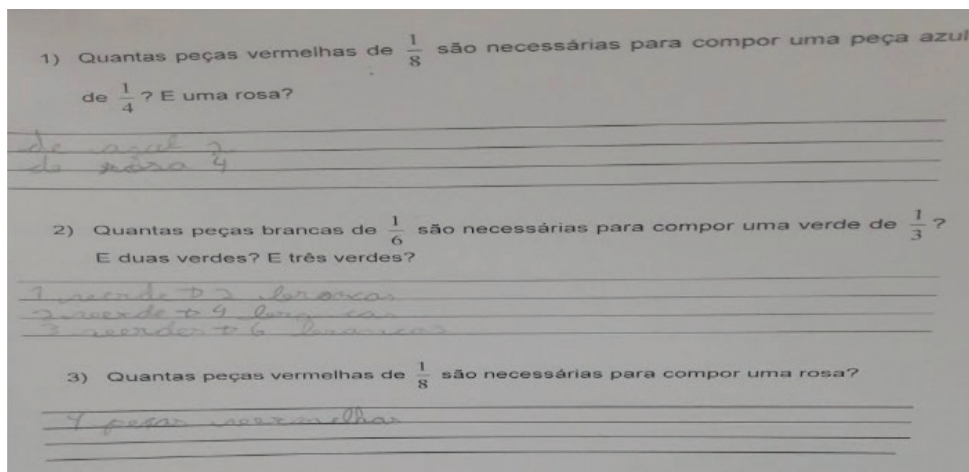 1) Quantas peças vermelhas de 1/8 são necessárias para compor uma peça azul
de 1/4 ? E uma rosa?
de azul 2
de rosa 4
2) Quantas peças brancas de 1/6 são necessárias para compor uma verde de 1/3 ?
E duas verdes? E três verdes?
1 verde → 2 brancas
2 verde → 4 brancas
3 verdes → 6 brancas
3) Quantas peças vermelhas de 1/8 são necessárias para compor uma rosa?
4 peças vermelhas